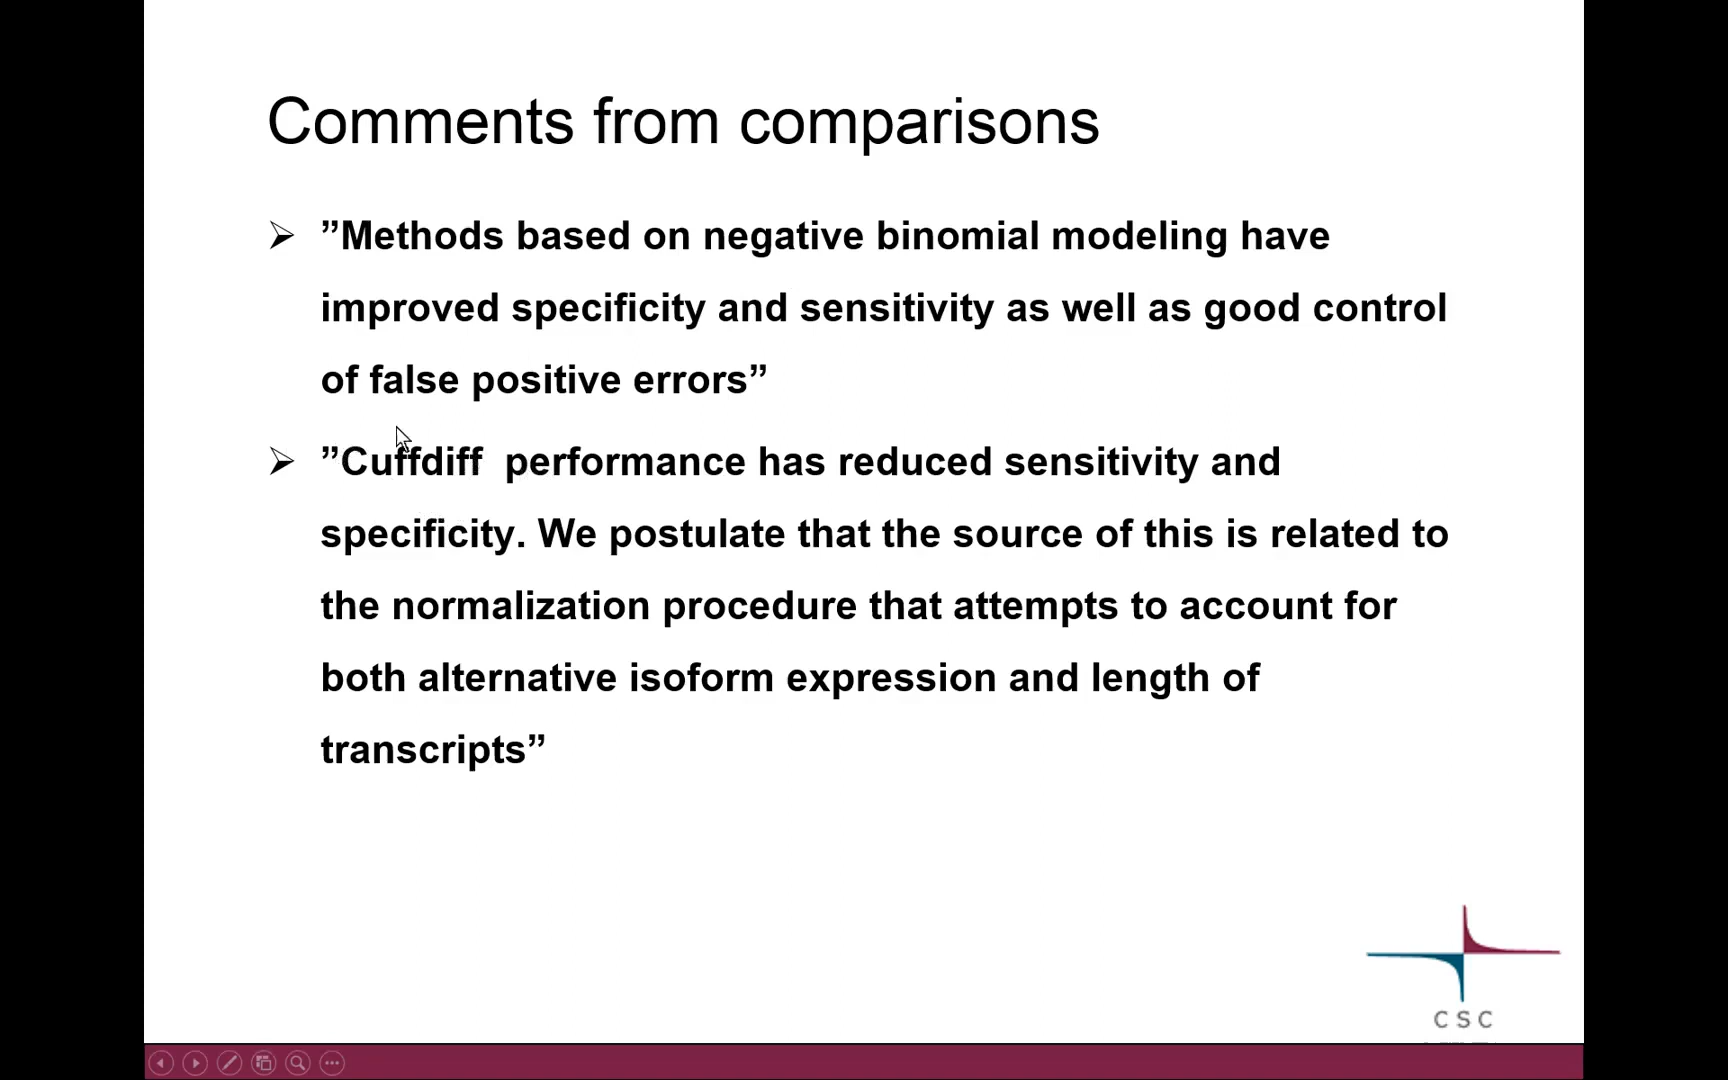 Comments from comparisons
”Methods based on negative binomial modeling have
improved specificity and sensitivity as well as good control
of false positive errors”
”Cuffdiff performance has reduced sensitivity and
specificity. We postulate that the source of this is related to
the normalization procedure that attempts to account for
both alternative isoform expression and length of
transcripts”
CSC